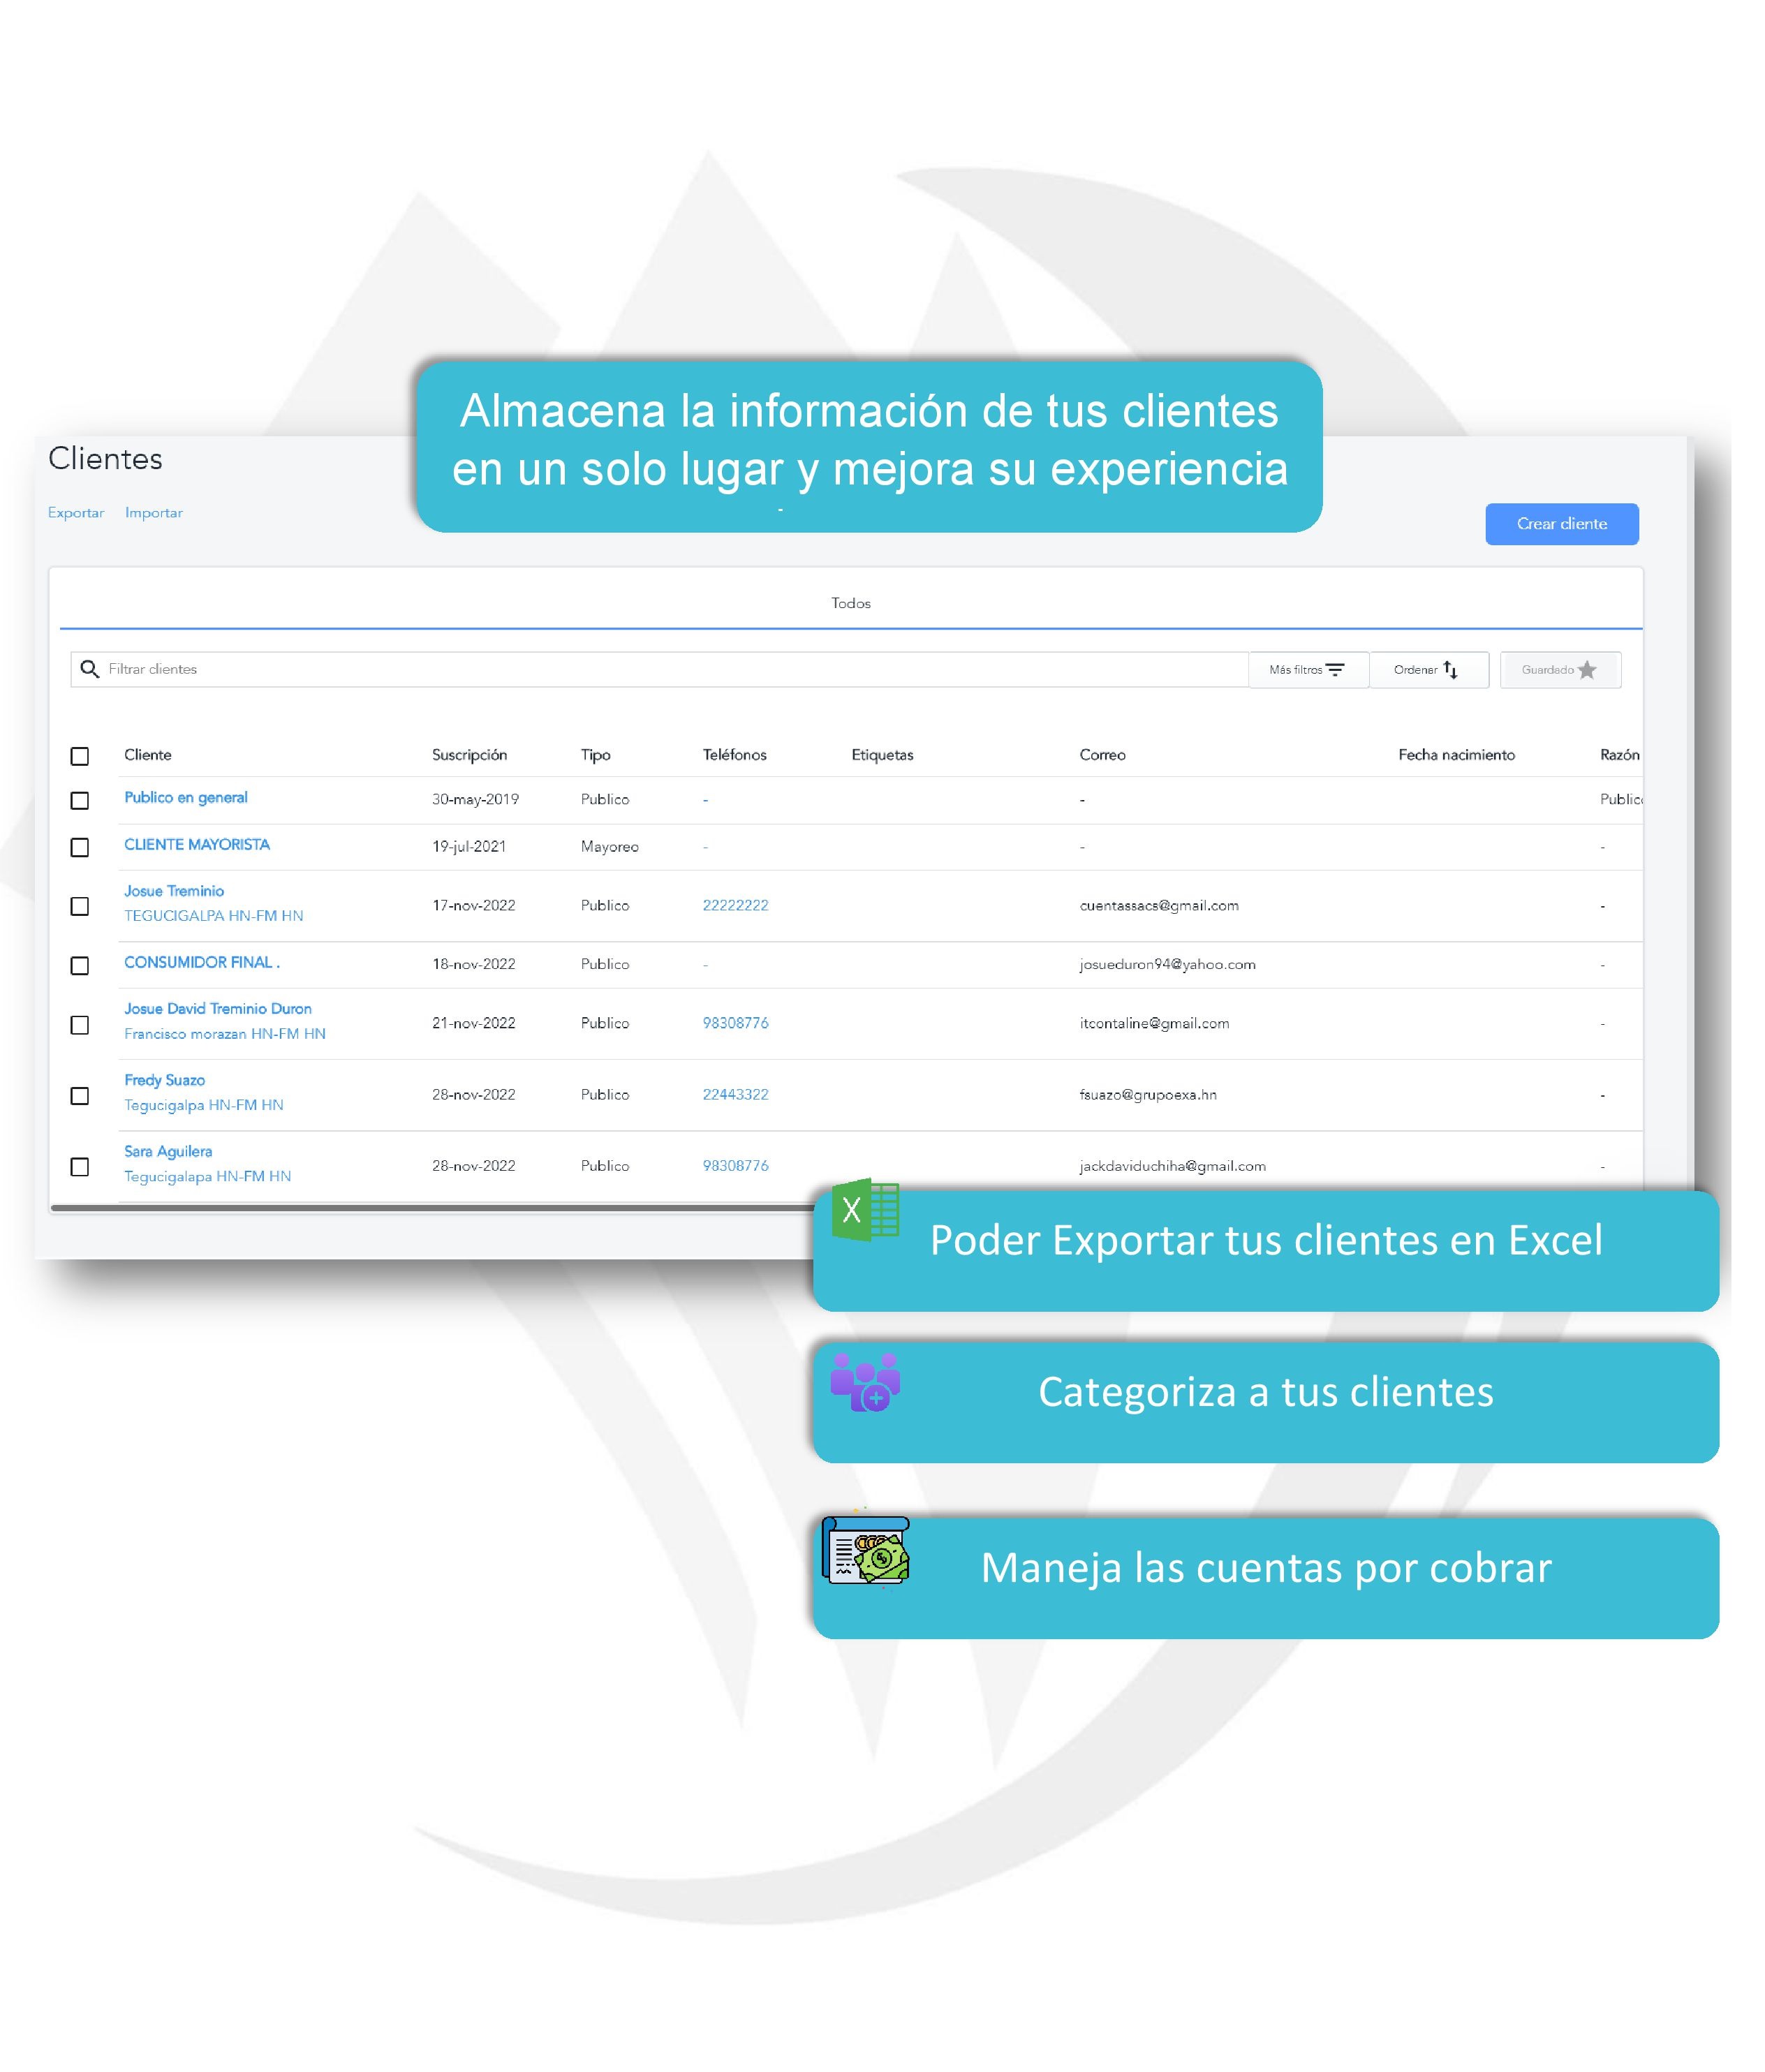 Almacena la información de tus clientes
en un solo lugar y mejora su experiencia
Clientes
Exportar Importar
Crear cliente
Todos
Filtrar clientes
Más filtros Ordenar Guardado
Cliente Suscripción Tipo Teléfonos Etiquetas Correo Fecha nacimiento Razón
Publico en general 30-may-2019 Publico - -
CLIENTE MAYORISTA 19-jul-2021 Mayoreo - - -
Josue Treminio
TEGUCIGALPA HN-FM HN 17-nov-2022 Publico 22222222 cuentassacs@gmail.com -
CONSUMIDOR FINAL . 18-nov-2022 Publico - josueduron94@yahoo.com -
Josue David Treminio Duron
Francisco morazan HN-FM HN 21-nov-2022 Publico 98308776 itcontaline@gmail.com -
Fredy Suazo
Tegucigalpa HN-FM HN 28-nov-2022 Publico 22443322 fsuazo@grupoexa.hn -
Sara Aguilera
Tegucigalapa HN-FM HN 28-nov-2022 Publico 98308776 jackdaviduchiha@gmail.com -
X
Poder Exportar tus clientes en Excel
Categoriza a tus clientes
Maneja las cuentas por cobrar